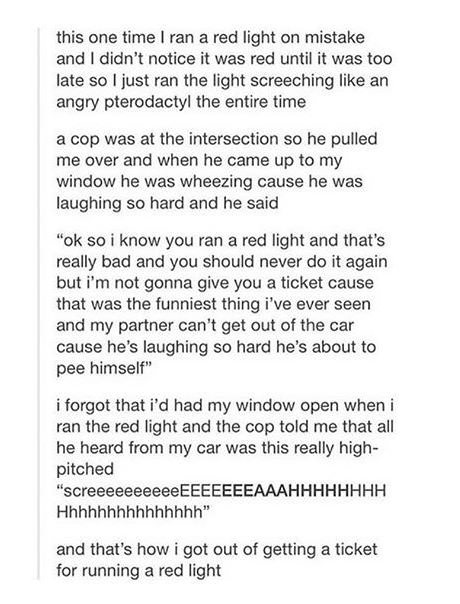 this one time I ran a red light on mistake
and I didn't notice it was red until it was too
late so I just ran the light screeching like an
angry pterodactyl the entire time
a cop was at the intersection so he pulled
me over and when he came up to my
window he was wheezing cause he was
laughing so hard and he said
“ok so i know you ran a red light and that's
really bad and you should never do it again
but i'm not gonna give you a ticket cause
that was the funniest thing i've ever seen
and my partner can't get out of the car
cause he's laughing so hard he's about to
pee himself”
i forgot that i'd had my window open when i
ran the red light and the cop told me that all
he heard from my car was this really high-
pitched
“screeeeeeeeeeEEEEEEEAAAHHHHHHHH
Hhhhhhhhhhhhhhh”
and that's how i got out of getting a ticket
for running a red light